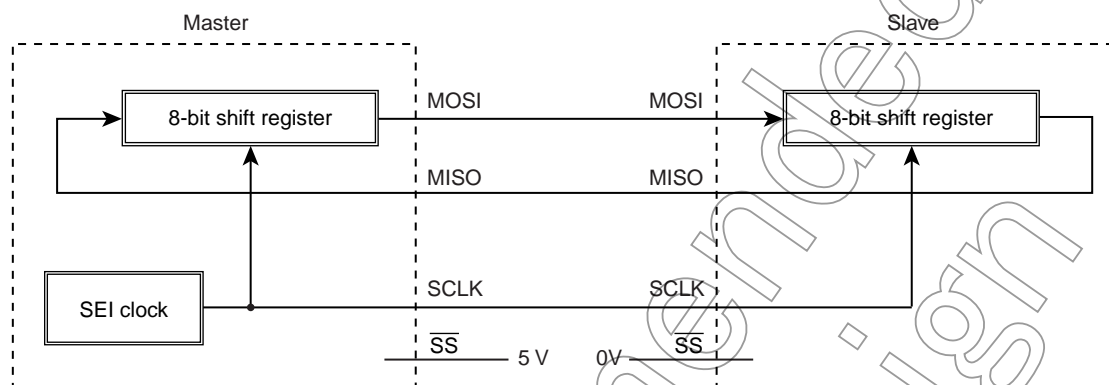 Master Slave
8-bit shift register MOSI MOSI 8-bit shift register
MISO MISO
SEI clock SCLK SCLK
SS 5 V 0V SS